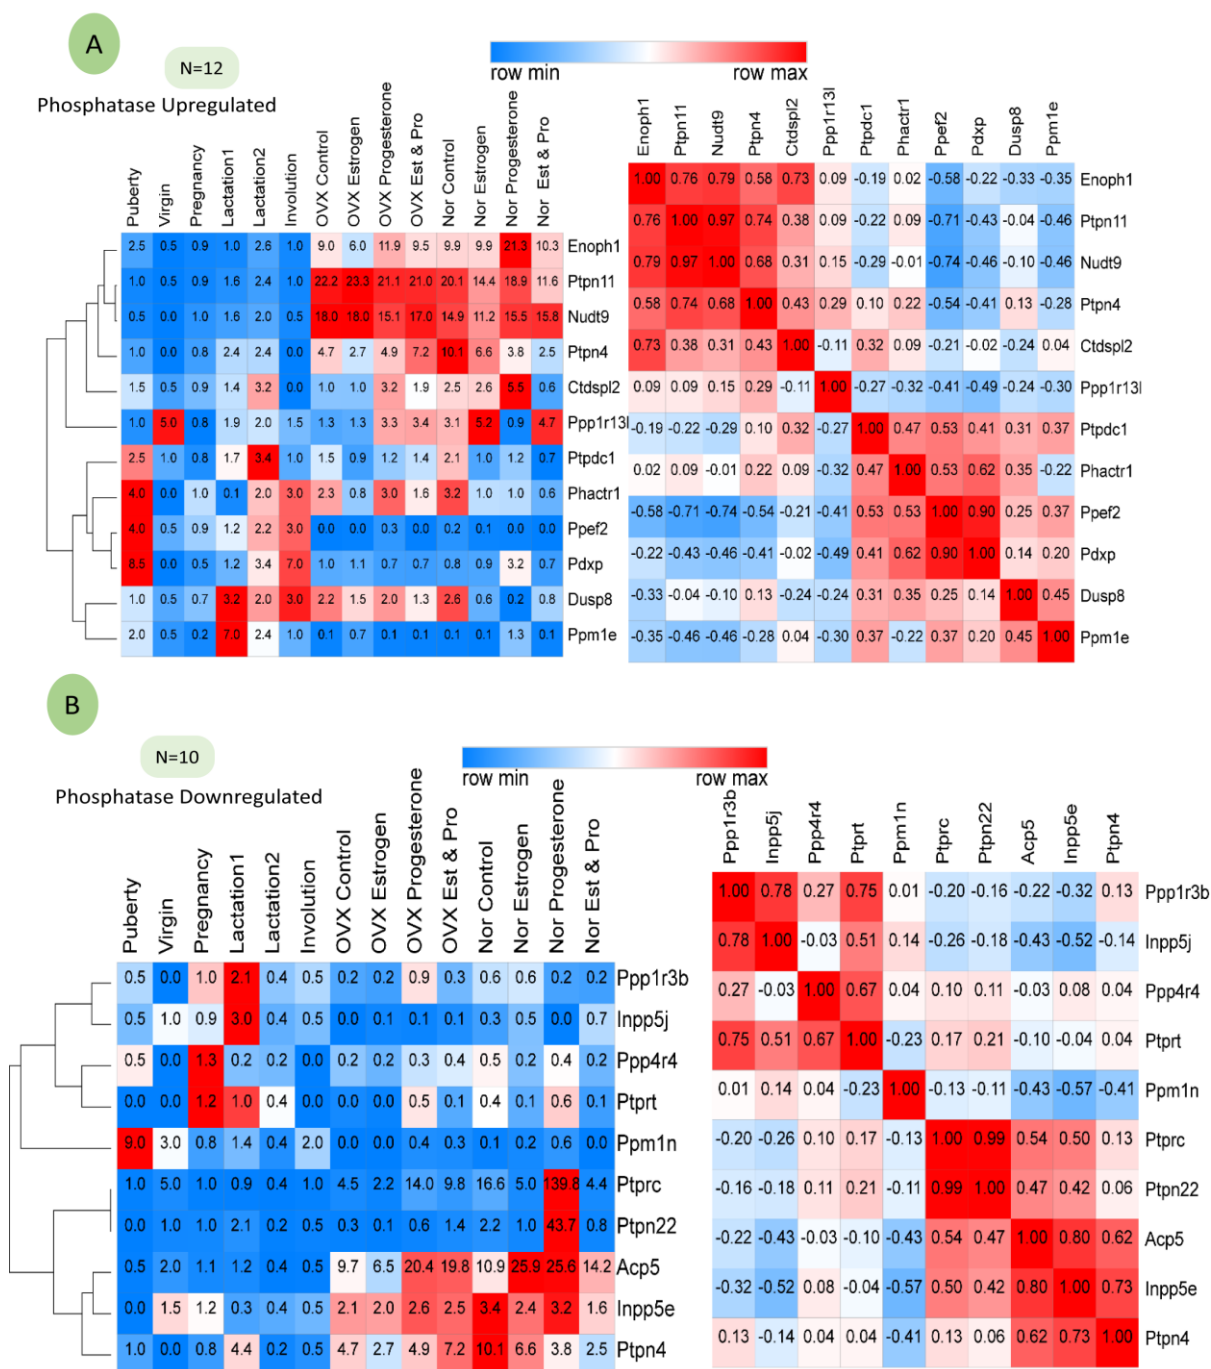 A
N=12
Phosphatase Upregulated
row min row max
Puberty Virgin Pregnancy Lactation1 Lactation2 Involution OVX Control OVX Estrogen OVX Progesterone OVX Est & Pro Nor Control Nor Estrogen Nor Progesterone Nor Est & Pro
2.5 0.5 0.9 1.0 2.6 1.0 9.0 6.0 11.9 9.5 9.9 9.9 21.3 10.3 Enoph1
1.0 0.5 0.9 1.6 2.4 1.0 22.2 23.3 21.1 21.0 20.1 14.4 18.9 11.6 Ptpn11
0.5 0.0 1.0 1.6 2.0 0.5 18.0 18.0 15.1 17.0 14.9 11.2 15.5 15.8 Nudt9
1.0 0.0 0.8 2.4 2.4 0.0 4.7 2.7 4.9 7.2 10.1 6.6 3.8 2.5 Ptpn4
1.5 0.5 0.9 1.4 3.2 0.0 1.0 1.0 3.2 1.9 2.5 2.6 5.5 0.6 Ctdspl2
1.0 5.0 0.8 1.9 2.0 1.5 1.3 1.3 3.3 3.4 3.1 5.2 0.9 4.7 Ppp1r13l
2.5 1.0 0.8 1.7 3.4 1.0 1.5 0.9 1.2 1.4 2.1 1.0 1.2 0.7 Ptpdc1
4.0 0.0 1.0 0.1 2.0 3.0 2.3 0.8 3.0 1.6 3.2 1.0 1.0 0.6 Phactr1
4.0 0.5 0.9 1.2 2.2 3.0 0.0 0.0 0.3 0.0 0.2 0.1 0.0 0.0 Ppef2
8.5 0.0 0.5 1.2 3.4 7.0 1.0 1.1 0.7 0.7 0.8 0.9 3.2 0.7 Pdxp
1.0 0.5 0.7 3.2 2.0 3.0 2.2 1.5 2.0 1.3 2.6 0.6 0.2 0.8 Dusp8
2.0 0.5 0.2 7.0 2.4 1.0 0.1 0.7 0.1 0.1 0.1 0.1 1.3 0.1 Ppm1e
Enoph1 Ptpn11 Nudt9 Ptpn4 Ctdspl2 Ppp1r13l Ptpdc1 Phactr1 Ppef2 Pdxp Dusp8 Ppm1e
1.00 0.76 0.79 0.58 0.73 0.09 -0.19 0.02 -0.58 -0.22 -0.33 -0.35 Enoph1
0.76 1.00 0.97 0.74 0.38 0.09 -0.22 0.09 -0.71 -0.43 -0.04 -0.46 Ptpn11
0.79 0.97 1.00 0.68 0.31 0.15 -0.29 -0.01 -0.74 -0.46 -0.10 -0.46 Nudt9
0.58 0.74 0.68 1.00 0.43 0.29 0.10 0.22 -0.54 -0.41 0.13 -0.28 Ptpn4
0.73 0.38 0.31 0.43 1.00 -0.11 0.32 0.09 -0.21 -0.02 -0.24 0.04 Ctdspl2
0.09 0.09 0.15 0.29 -0.11 1.00 -0.27 -0.32 -0.41 -0.49 -0.24 -0.30 Ppp1r13l
-0.19 -0.22 -0.29 0.10 0.32 -0.27 1.00 0.47 0.53 0.41 0.31 0.37 Ptpdc1
0.02 0.09 -0.01 0.22 0.09 -0.32 0.47 1.00 0.53 0.62 0.35 -0.22 Phactr1
-0.58 -0.71 -0.74 -0.54 -0.21 -0.41 0.53 0.53 1.00 0.90 0.25 0.37 Ppef2
-0.22 -0.43 -0.46 -0.41 -0.02 -0.49 0.41 0.62 0.90 1.00 0.14 0.20 Pdxp
-0.33 -0.04 -0.10 0.13 -0.24 -0.24 0.31 0.35 0.25 0.14 1.00 0.45 Dusp8
-0.35 -0.46 -0.46 -0.28 0.04 -0.30 0.37 -0.22 0.37 0.20 0.45 1.00 Ppm1e
B
N=10
Phosphatase Downregulated
row min row max
Puberty Virgin Pregnancy Lactation1 Lactation2 Involution OVX Control OVX Estrogen OVX Progesterone OVX Est & Pro Nor Control Nor Estrogen Nor Progesterone Nor Est & Pro
0.5 0.0 1.0 2.1 0.4 0.5 0.2 0.2 0.9 0.3 0.6 0.6 0.2 0.2 Ppp1r3b
0.5 1.0 0.9 3.0 0.4 0.5 0.0 0.1 0.1 0.1 0.3 0.5 0.0 0.7 Inpp5j
0.5 0.0 1.3 0.2 0.2 0.0 0.2 0.2 0.3 0.4 0.5 0.2 0.4 0.2 Ppp4r4
0.0 0.0 1.2 1.0 0.4 0.0 0.0 0.0 0.5 0.1 0.4 0.1 0.6 0.1 Ptprt
9.0 3.0 0.8 1.4 0.4 2.0 0.0 0.0 0.4 0.3 0.1 0.2 0.6 0.0 Ppm1n
1.0 5.0 1.0 0.9 0.4 1.0 4.5 2.2 14.0 9.8 16.6 5.0 139.8 4.4 Ptprc
0.0 1.0 1.0 2.1 0.2 0.5 0.3 0.1 0.6 1.4 2.2 1.0 43.7 0.8 Ptpn22
0.5 2.0 1.1 1.2 0.4 0.5 9.7 6.5 20.4 19.8 10.9 25.9 25.6 14.2 Acp5
0.0 1.5 1.2 0.3 0.4 0.5 2.1 2.0 2.6 2.5 3.4 2.4 3.2 1.6 Inpp5e
1.0 0.0 0.8 4.4 2.4 0.0 4.7 2.7 4.9 7.2 10.1 6.6 3.8 2.5 Ptpn4
Ppp1r3b Inpp5j Ppp4r4 Ptprt Ppm1n Ptprc Ptpn22 Acp5 Inpp5e Ptpn4
1.00 0.78 0.27 0.75 0.01 -0.20 -0.16 -0.22 -0.32 0.13 Ppp1r3b
0.78 1.00 -0.03 0.51 0.14 -0.26 -0.18 -0.43 -0.52 -0.14 Inpp5j
0.27 -0.03 1.00 0.67 0.04 0.10 0.11 -0.03 0.08 0.04 Ppp4r4
0.75 0.51 0.67 1.00 -0.23 0.17 0.21 -0.10 -0.04 0.04 Ptprt
0.01 0.14 0.04 -0.23 1.00 -0.13 -0.11 -0.43 -0.57 -0.41 Ppm1n
-0.20 -0.26 0.10 0.17 -0.13 1.00 0.99 0.54 0.50 0.13 Ptprc
-0.16 -0.18 0.11 0.21 -0.11 0.99 1.00 0.47 0.42 0.06 Ptpn22
-0.22 -0.43 -0.03 -0.10 -0.43 0.54 0.47 1.00 0.80 0.62 Acp5
-0.32 -0.52 0.08 -0.04 -0.57 0.50 0.42 0.80 1.00 0.73 Inpp5e
0.13 -0.14 0.04 0.04 -0.41 0.13 0.06 0.62 0.73 1.00 Ptpn4